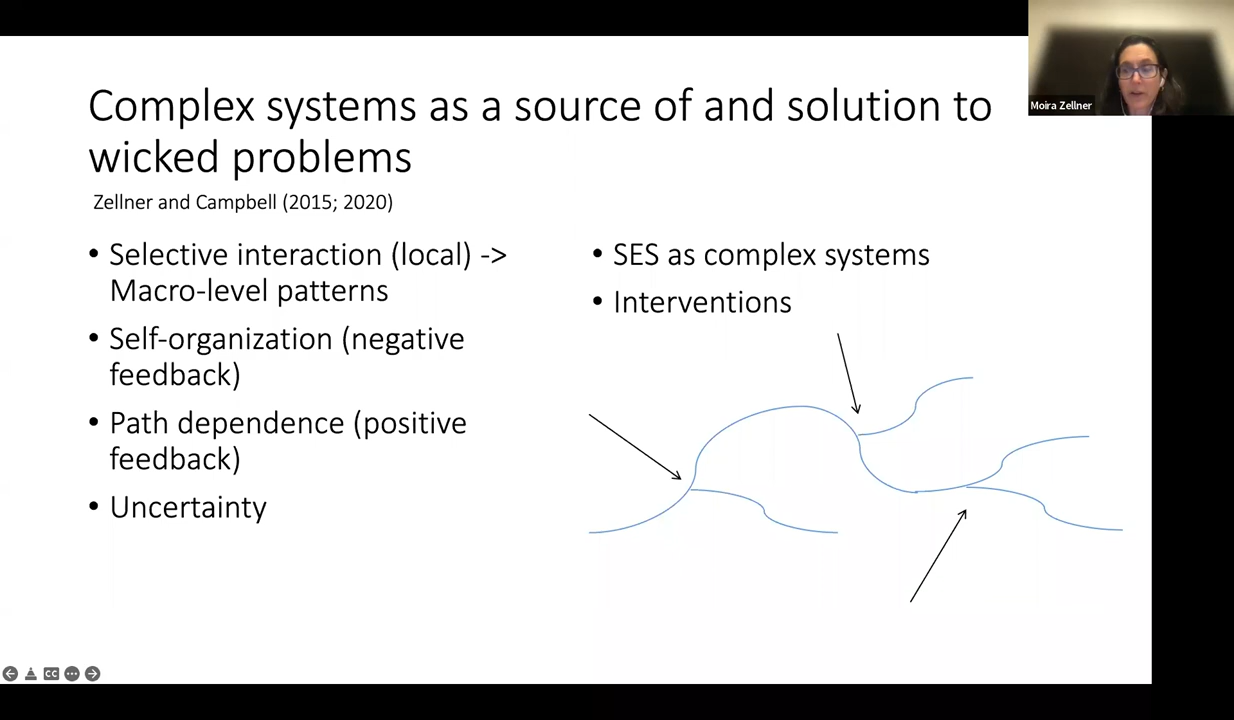 Complex systems as a source of and solution to
wicked problems
Zellner and Campbell (2015; 2020)
• Selective interaction (local) ->
Macro-level patterns
• Self-organization (negative
feedback)
• Path dependence (positive
feedback)
• Uncertainty
• SES as complex systems
• Interventions
Moira Zellner
CC